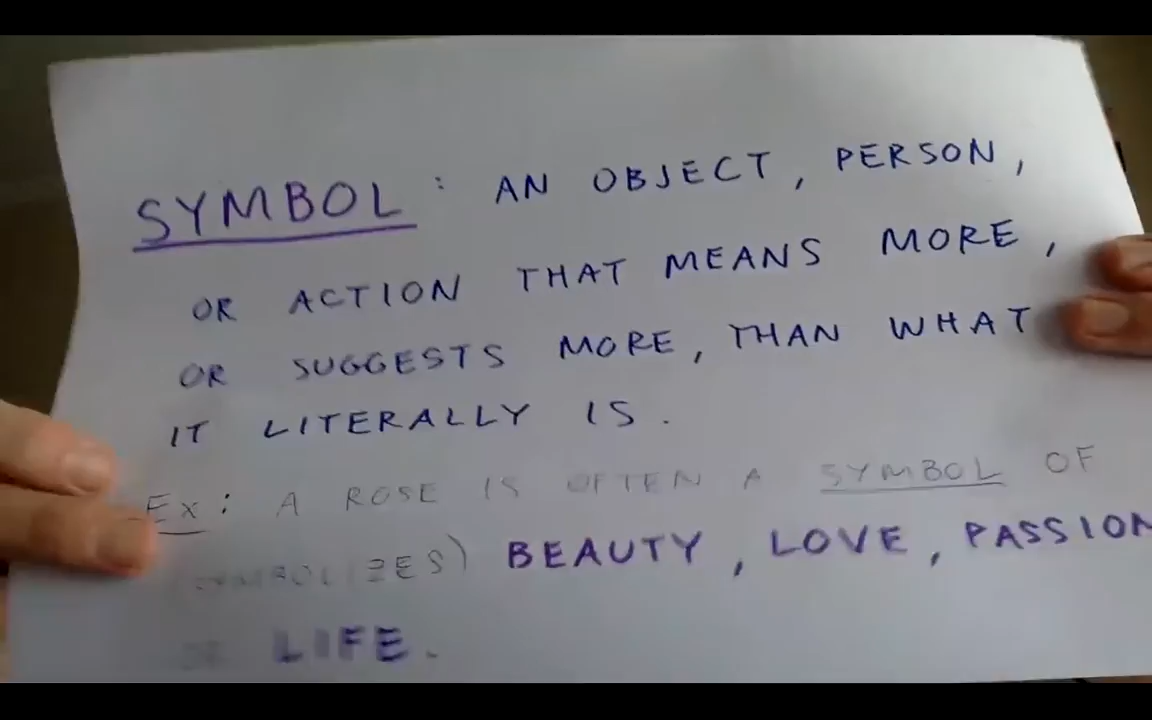 SYMBOL : AN OBJECT, PERSON,
OR ACTION THAT MEANS MORE,
OR SUGGESTS MORE, THAN WHAT
IT LITERALLY IS.
Ex: A ROSE IS OFTEN A SYMBOL OF
SYMBOLIZES) BEAUTY, LOVE, PASSION
LIFE.